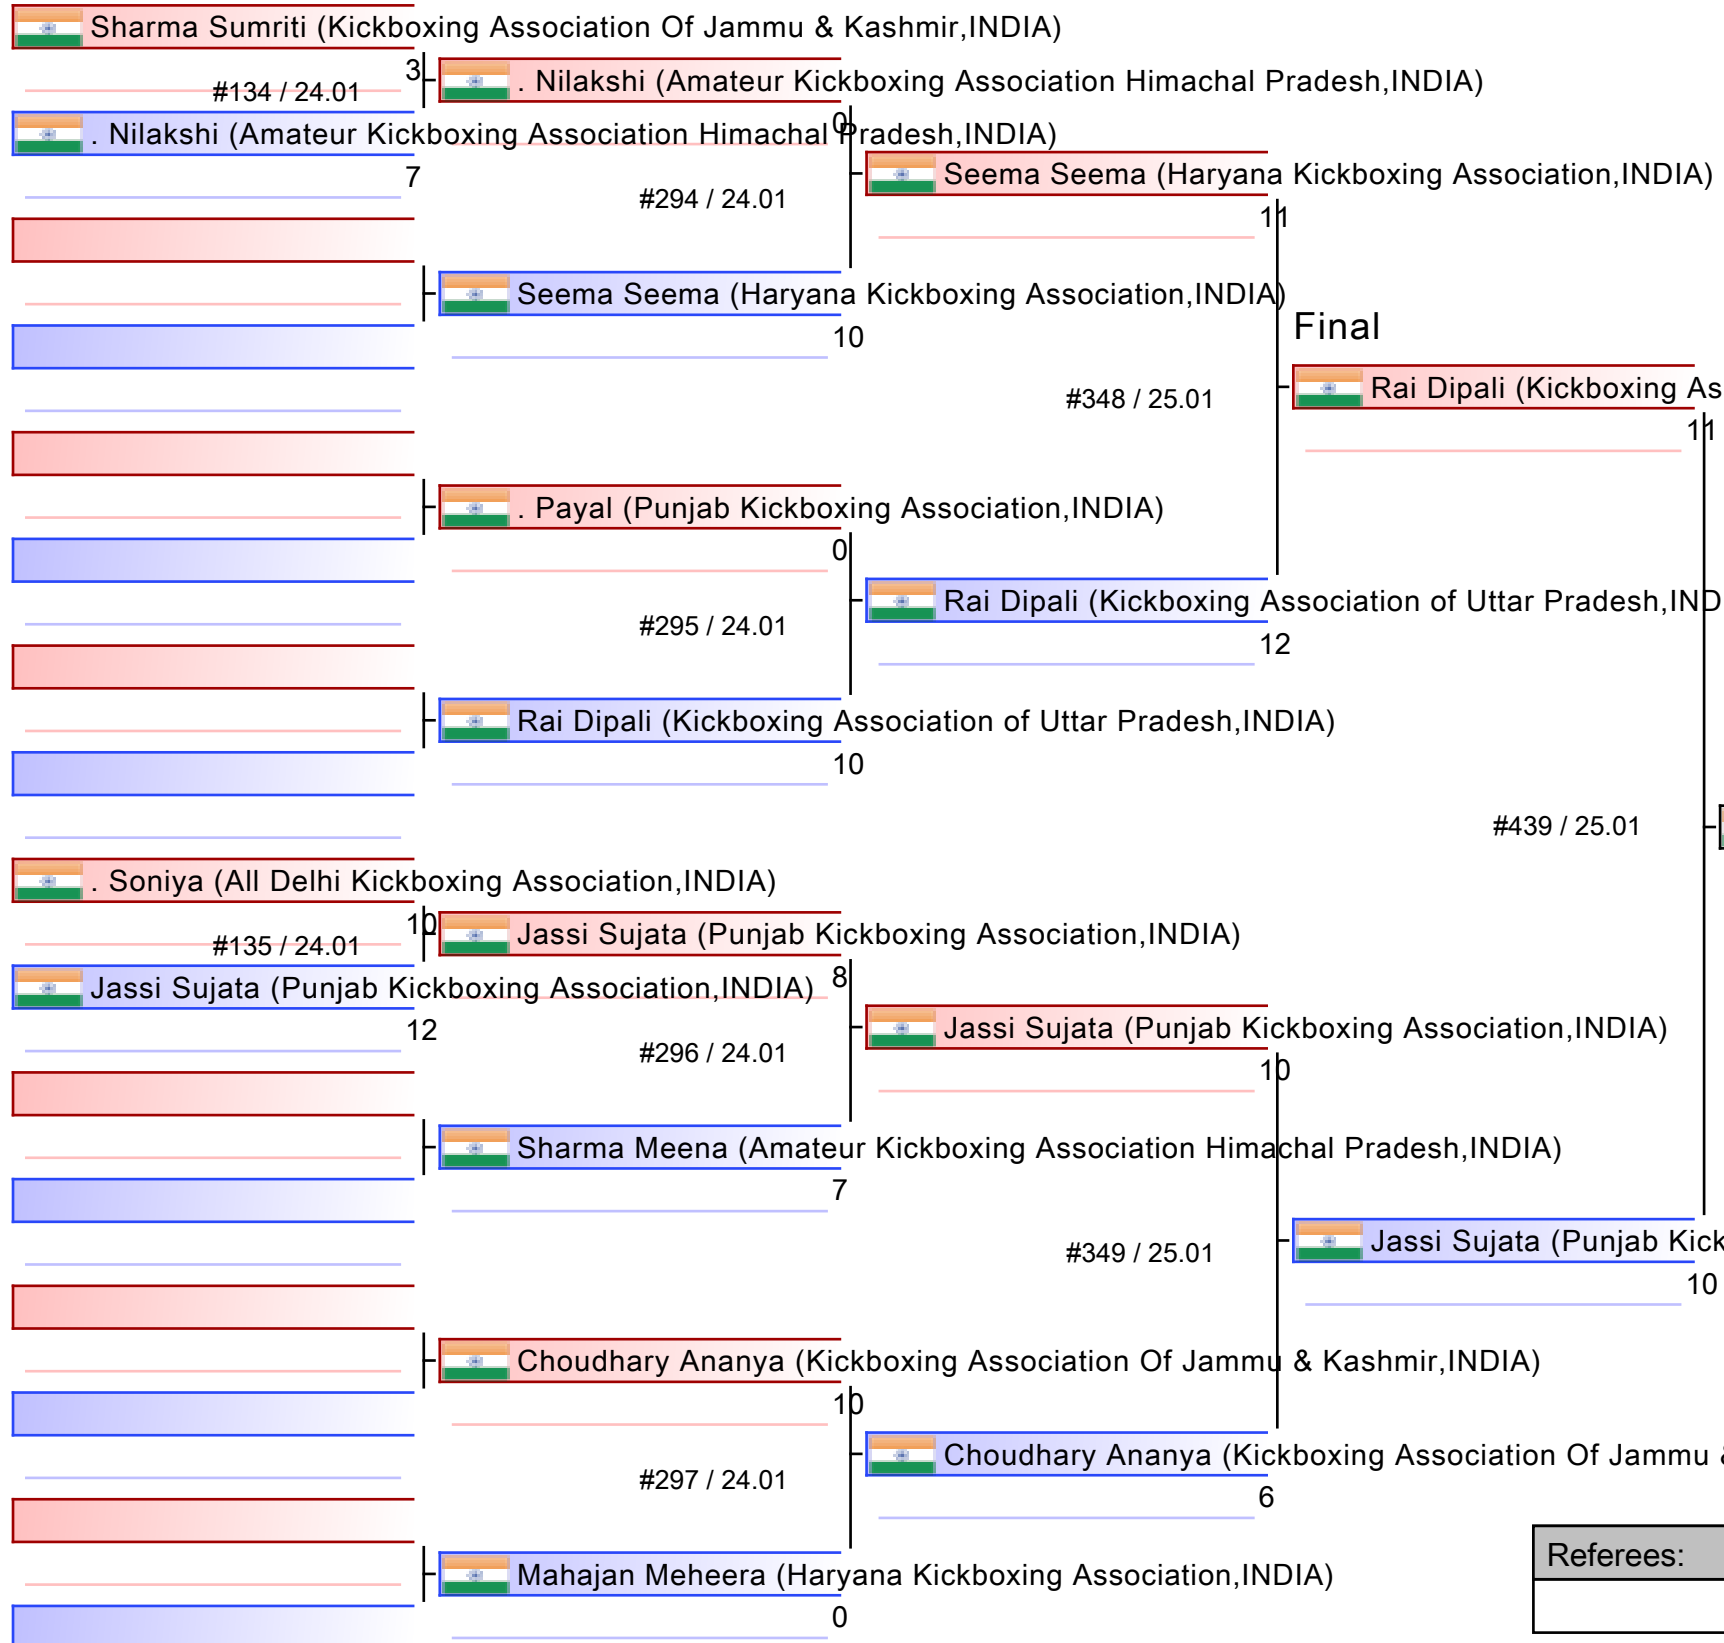 Sharma Sumriti (Kickboxing Association Of Jammu & Kashmir,INDIA)
3
#134 / 24.01
. Nilakshi (Amateur Kickboxing Association Himachal Pradesh,INDIA)
7
. Nilakshi (Amateur Kickboxing Association Himachal Pradesh,INDIA)
0
#294 / 24.01
Seema Seema (Haryana Kickboxing Association,INDIA)
10
Seema Seema (Haryana Kickboxing Association,INDIA)
11
#348 / 25.01
Final
Rai Dipali (Kickboxing As
11
. Payal (Punjab Kickboxing Association,INDIA)
0
#295 / 24.01
Rai Dipali (Kickboxing Association of Uttar Pradesh,INDIA)
10
Rai Dipali (Kickboxing Association of Uttar Pradesh,IND
12
#439 / 25.01
. Soniya (All Delhi Kickboxing Association,INDIA)
10
#135 / 24.01
Jassi Sujata (Punjab Kickboxing Association,INDIA)
12
Jassi Sujata (Punjab Kickboxing Association,INDIA)
8
#296 / 24.01
Sharma Meena (Amateur Kickboxing Association Himachal Pradesh,INDIA)
7
Jassi Sujata (Punjab Kickboxing Association,INDIA)
10
#349 / 25.01
Jassi Sujata (Punjab Kick
10
Choudhary Ananya (Kickboxing Association Of Jammu & Kashmir,INDIA)
10
#297 / 24.01
Choudhary Ananya (Kickboxing Association Of Jammu &
6
Mahajan Meheera (Haryana Kickboxing Association,INDIA)
0
Referees: